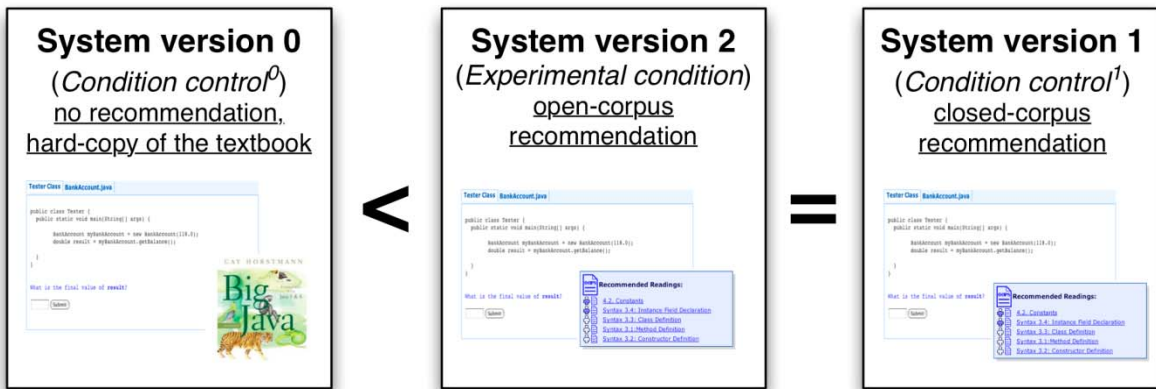 System version 0
(Condition control⁰)
no recommendation,
hard-copy of the textbook
Tester Class BankAccount.java
public class Tester {
public static void main(String[] args) {
BankAccount myBankAccount = new BankAccount(118.0);
double result = myBankAccount.getBalance();
}
}
What is the final value of result?
Submit
CAY HORSTMANN
Big
Java
<
System version 2
(Experimental condition)
open-corpus
recommendation
Tester Class BankAccount.java
public class Tester {
public static void main(String[] args) {
BankAccount myBankAccount = new BankAccount(118.0);
double result = myBankAccount.getBalance();
}
}
What is the final value of result?
Submit
Recommended Readings:
4.2. Constants
Syntax 3.4: Instance Field Declaration
Syntax 3.3: Class Definition
Syntax 3.1:Method Definition
Syntax 3.2: Constructor Definition
=
System version 1
(Condition control¹)
closed-corpus
recommendation
Tester Class BankAccount.java
public class Tester {
public static void main(String[] args) {
BankAccount myBankAccount = new BankAccount(118.0);
double result = myBankAccount.getBalance();
}
}
What is the final value of result?
Submit
Recommended Readings:
4.2. Constants
Syntax 3.4: Instance Field Declaration
Syntax 3.3: Class Definition
Syntax 3.1:Method Definition
Syntax 3.2: Constructor Definition